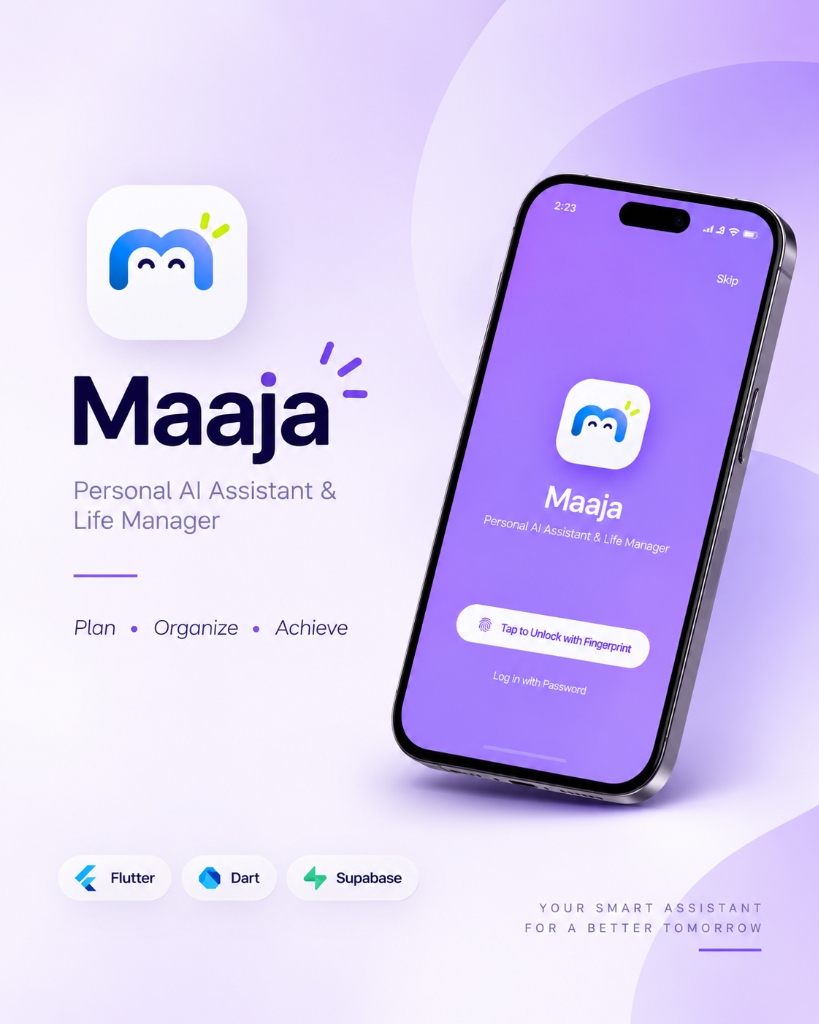 Maaja
Personal AI Assistant &
Life Manager
Plan • Organize • Achieve
2:23
Skip
Maaja
Personal AI Assistant & Life Manager
Tap to Unlock with Fingerprint
Log in with Password
Flutter
Dart
Supabase
YOUR SMART ASSISTANT
FOR A BETTER TOMORROW